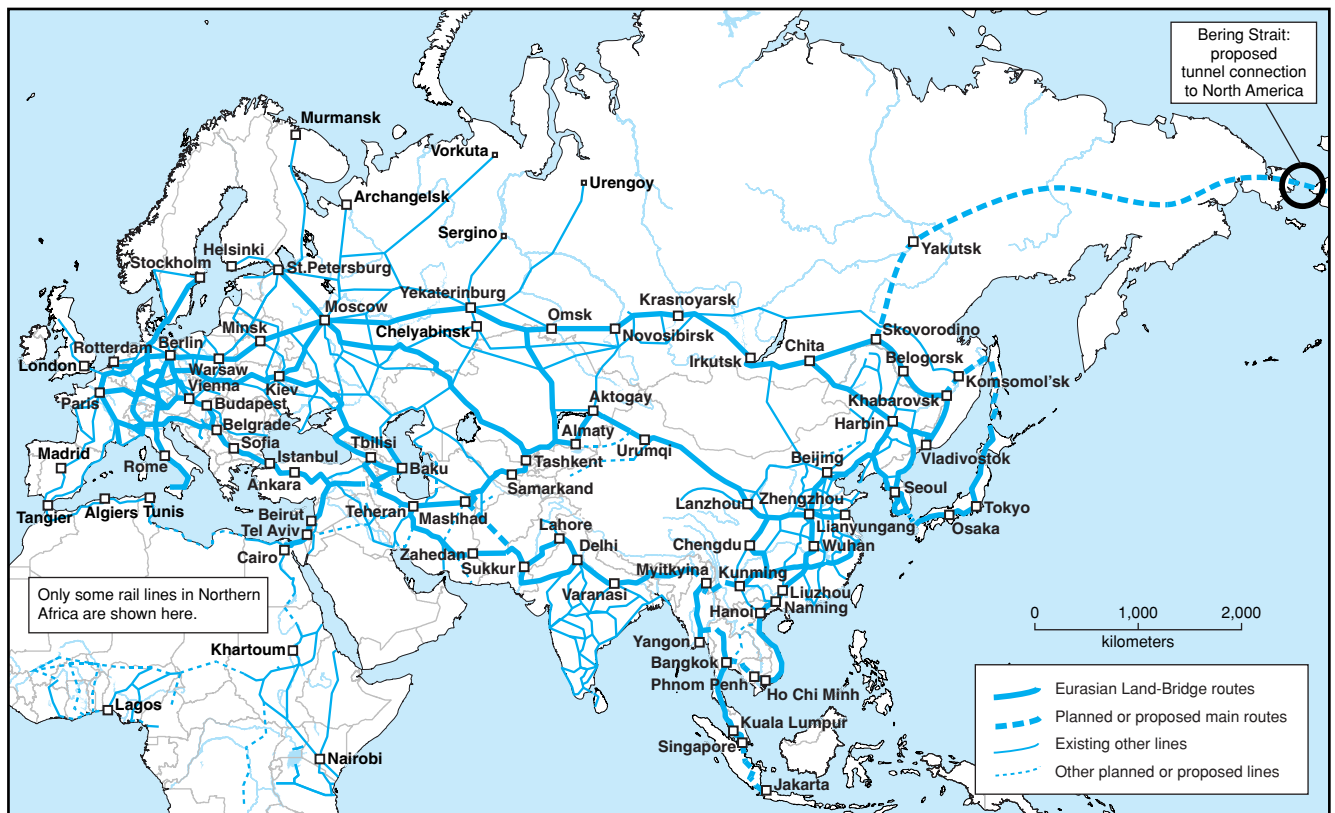 Bering Strait:
proposed
tunnel connection
to North America
Murmansk
Vorkuta
Urengoy
Archangelsk
Sergino
Yakutsk
Helsinki
Stockholm
St.Petersburg
Yekaterinburg
Krasnoyarsk
Moscow
Omsk
Minsk
Chelyabinsk
Novosibirsk
Skovorodino
Rotterdam
Berlin
Chita
Irkutsk
Belogorsk
London
Warsaw
Komsomol'sk
Vienna
Kiev
Paris
Budapest
Aktogay
Khabarovsk
Belgrade
Harbin
Almaty
Sofia
Tbilisi
Madrid
Istanbul
Urumqi
Beijing
Vladivostok
Rome
Baku
Tashkent
Ankara
Samarkand
Seoul
Lanzhou
Zhengzhou
Tangier
Algiers
Tunis
Beirut
Teheran
Mashhad
Tokyo
Lianyungang
Osaka
Tel Aviv
Lahore
Cairo
Zahedan
Delhi
Chengdu
Wuhan
Sukkur
Myitkyina
Kunming
Only some rail lines in Northern
Africa are shown here.
Varanasi
Liuzhou
Nanning
Hanoi
0
1,000
2,000
kilometers
Khartoum
Yangon
Bangkok
Phnom Penh
Ho Chi Minh
Lagos
Kuala Lumpur
Singapore
Nairobi
Jakarta
Eurasian Land-Bridge routes
Planned or proposed main routes
Existing other lines
Other planned or proposed lines